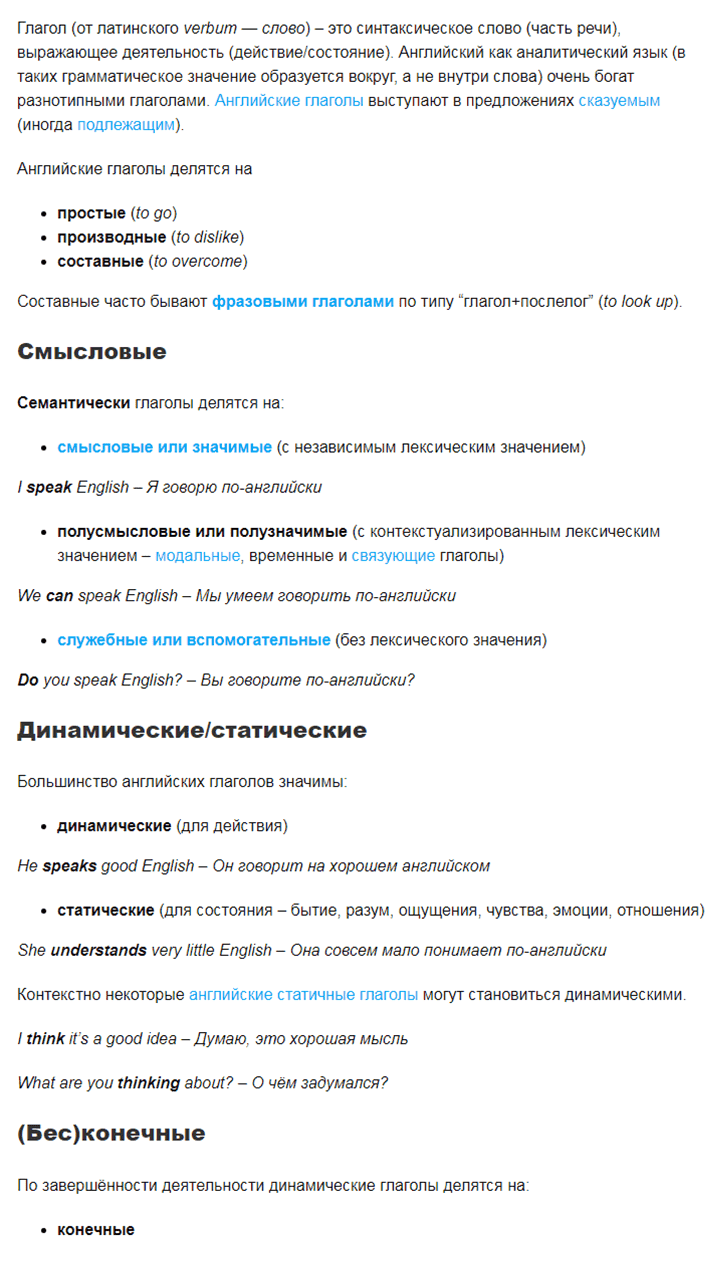 Глагол (от латинского verbum — слово) – это синтаксическое слово (часть речи),
выражающее деятельность (действие/состояние). Английский как аналитический язык (в
таких грамматическое значение образуется вокруг, а не внутри слова) очень богат
разнотипными глаголами. Английские глаголы выступают в предложениях сказуемым
(иногда подлежащим).
Английские глаголы делятся на
• простые (to go)
• производные (to dislike)
• составные (to overcome)
Составные часто бывают фразовыми глаголами по типу “глагол+послелог” (to look up).
Смысловые
Семантически глаголы делятся на:
• смысловые или значимые (с независимым лексическим значением)
I speak English – Я говорю по-английски
• полусмысловые или полузначимые (с контекстуализированным лексическим
значением – модальные, временные и связующие глаголы)
We can speak English – Мы умеем говорить по-английски
• служебные или вспомогательные (без лексического значения)
Do you speak English? – Вы говорите по-английски?
Динамические/статические
Большинство английских глаголов значимы:
• динамические (для действия)
He speaks good English – Он говорит на хорошем английском
• статические (для состояния – бытие, разум, ощущения, чувства, эмоции, отношения)
She understands very little English – Она совсем мало понимает по-английски
Контекстно некоторые английские статичные глаголы могут становиться динамическими.
I think it’s a good idea – Думаю, это хорошая мысль
What are you thinking about? – О чём задумался?
(Бес)конечные
По завершённости деятельности динамические глаголы делятся на:
• конечные